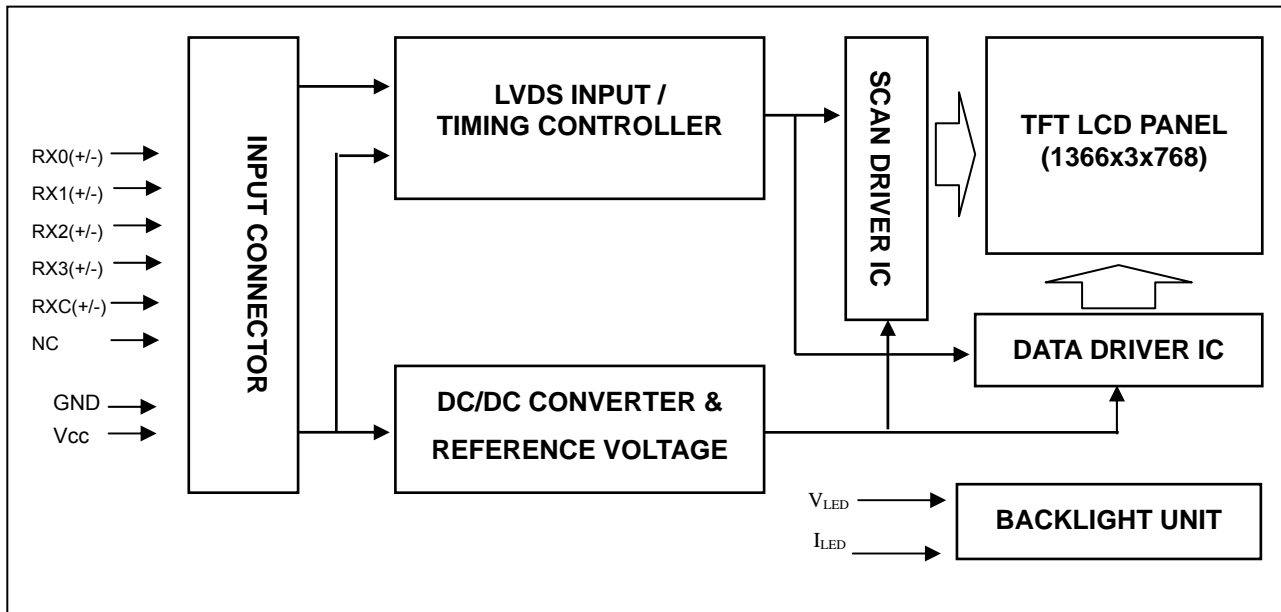 RX0(+/-)
RX1(+/-)
RX2(+/-)
RX3(+/-)
RXC(+/-)
NC
GND
Vcc
INPUT CONNECTOR
LVDS INPUT /
TIMING CONTROLLER
DC/DC CONVERTER &
REFERENCE VOLTAGE
SCAN DRIVER IC
TFT LCD PANEL
(1366x3x768)
DATA DRIVER IC
VLED
ILED
BACKLIGHT UNIT